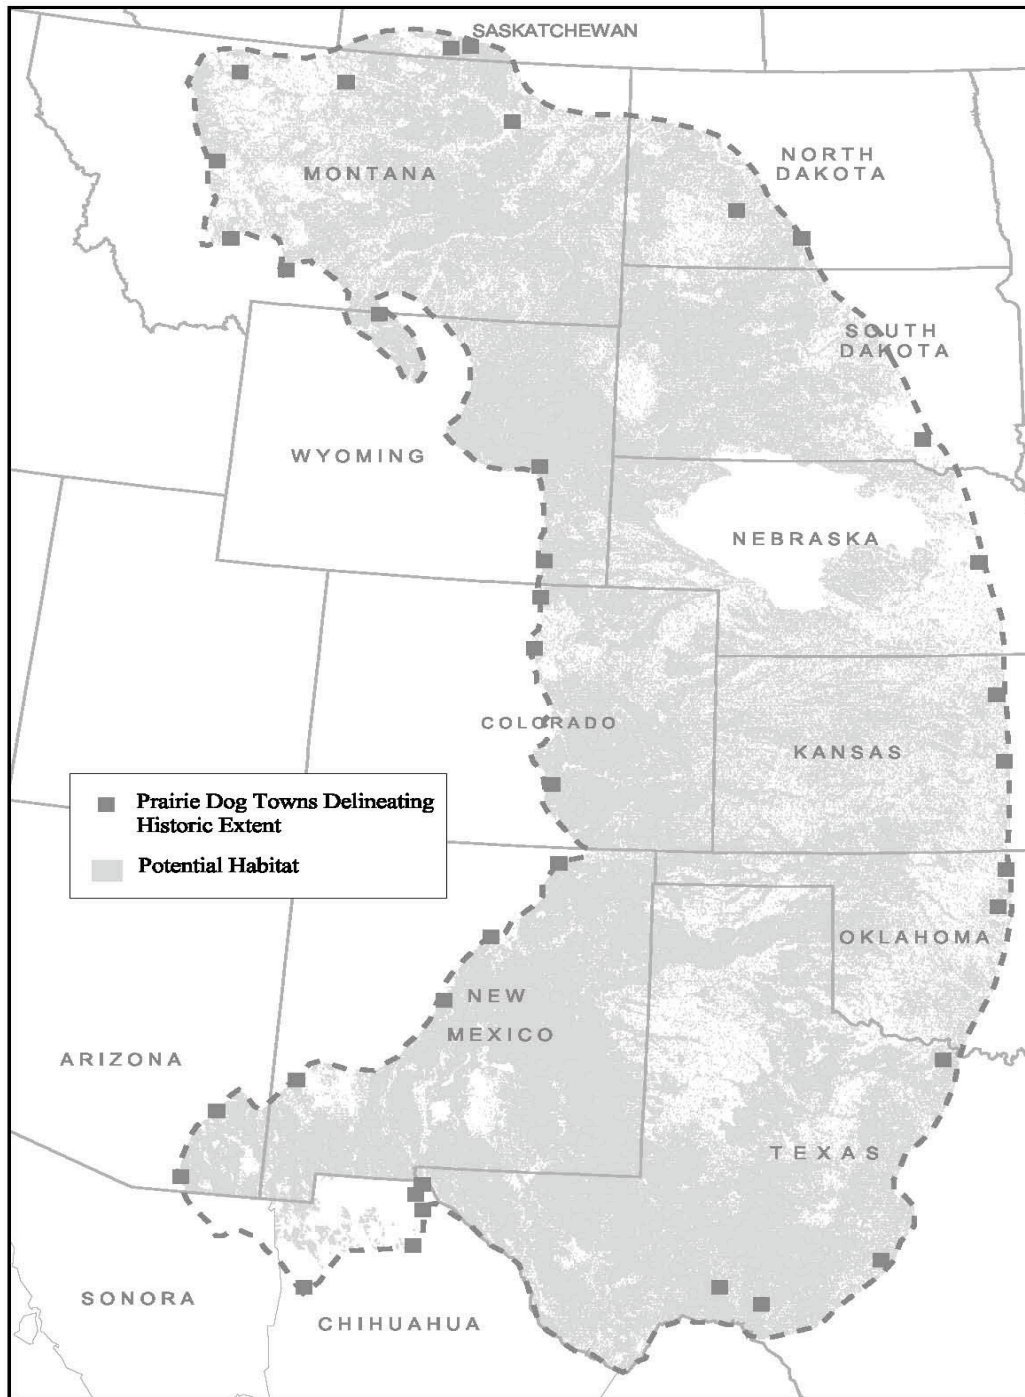 SASKATCHEWAN
NORTH
DAKOTA
MONTANA
SOUTH
DAKOTA
WYOMING
NEBRASKA
COLORADO
KANSAS
Prairie Dog Towns Delineating
Historic Extent
Potential Habitat
OKLAHOMA
NEW
MEXICO
ARIZONA
TEXAS
SONORA
CHIHUAHUA